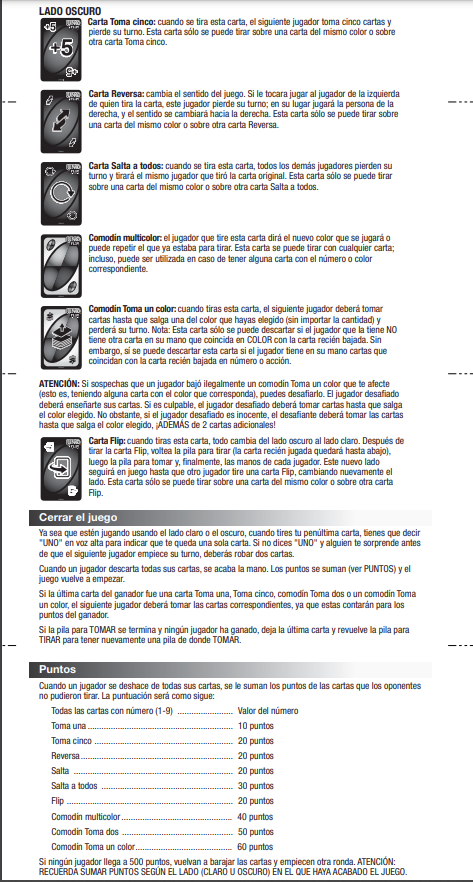 LADO OSCURO
Carta Toma cinco: cuando se tira esta carta, el siguiente jugador toma cinco cartas y
pierde su turno. Esta carta sólo se puede tirar sobre una carta del mismo color o sobre
otra carta Toma cinco.
+5
+5
Carta Reversa: cambia el sentido del juego. Si le tocara jugar al jugador de la izquierda
de quien tira la carta, este jugador pierde su turno; en su lugar jugará la persona de la
derecha, y el sentido se cambiará hacia la derecha. Esta carta sólo se puede tirar sobre
una carta del mismo color o sobre otra carta Reversa.
Carta Salta a todos: cuando se tira esta carta, todos los demás jugadores pierden su
turno y tirará el mismo jugador que tiró la carta original. Esta carta sólo se puede tirar
sobre una carta del mismo color o sobre otra carta Salta a todos.
Comodín multicolor: el jugador que tire esta carta dirá el nuevo color que se jugará o
puede repetir el que ya estaba para tirar. Esta carta se puede tirar con cualquier carta;
incluso, puede ser utilizada en caso de tener alguna carta con el número o color
correspondiente.
Comodín Toma un color: cuando tiras esta carta, el siguiente jugador deberá tomar
cartas hasta que salga una del color que hayas elegido (sin importar la cantidad) y
perderá su turno. Nota: Esta carta sólo se puede descartar si el jugador que la tiene NO
tiene otra carta en su mano que coincida en COLOR con la carta recién bajada. Sin
embargo, si se puede descartar esta carta si el jugador tiene en su mano cartas que
coincidan con la carta recién bajada en número o acción.
ATENCIÓN: Si sospechas que un jugador bajó ilegalmente un comodín Toma un color que te afecte
(esto es, teniendo alguna carta con el color que corresponda), puedes desafiarlo. El jugador desafiado
deberá enseñarte sus cartas. Si es culpable, el jugador desafiado deberá tomar cartas hasta que salga
el color elegido. No obstante, si el jugador desafiado es inocente, el desafiante deberá tomar las cartas
hasta que salga el color elegido, ¡ADEMÁS de 2 cartas adicionales!
Carta Flip: cuando tiras esta carta, todo cambia del lado oscuro al lado claro. Después de
tirar la carta Flip, voltea la pila para tirar (la carta recién jugada quedará hasta abajo),
luego la pila para tomar y, finalmente, las manos de cada jugador. Este nuevo lado
seguirá en juego hasta que otro jugador tire una carta Flip, cambiando nuevamente el
lado. Esta carta sólo se puede tirar sobre una carta del mismo color o sobre otra carta
Flip.
Cerrar el juego
Ya sea que estén jugando usando el lado claro o el oscuro, cuando tires tu penúltima carta, tienes que decir
"UNO" en voz alta para indicar que te queda una sola carta. Si no dices "UNO" y alguien te sorprende antes
de que el siguiente jugador empiece su turno, deberás robar dos cartas.
Cuando un jugador descarta todas sus cartas, se acaba la mano. Los puntos se suman (ver PUNTOS) y el
juego vuelve a empezar.
Si la última carta del ganador fue una carta Toma una, Toma cinco, comodín Toma dos o un comodín Toma
un color, el siguiente jugador deberá tomar las cartas correspondientes, ya que estas contarán para los
puntos del ganador.
Si la pila para TOMAR se termina y ningún jugador ha ganado, deja la última carta y revuelve la pila para
TIRAR para tener nuevamente una pila de donde TOMAR.
Puntos
Cuando un jugador se deshace de todas sus cartas, se le suman los puntos de las cartas que los oponentes
no pudieron tirar. La puntuación será como sigue:
Todas las cartas con número (1-9) ........................ Valor del número
Toma una ............................................................ 10 puntos
Toma cinco .......................................................... 20 puntos
Reversa ............................................................... 20 puntos
Salta .................................................................... 20 puntos
Salta a todos ........................................................ 30 puntos
Flip ...................................................................... 20 puntos
Comodín multicolor ................................................ 40 puntos
Comodín Toma dos ................................................ 50 puntos
Comodín Toma un color ......................................... 60 puntos
Si ningún jugador llega a 500 puntos, vuelvan a barajar las cartas y empiecen otra ronda. ATENCIÓN:
RECUERDA SUMAR PUNTOS SEGÚN EL LADO (CLARO U OSCURO) EN EL QUE HAYA ACABADO EL JUEGO.